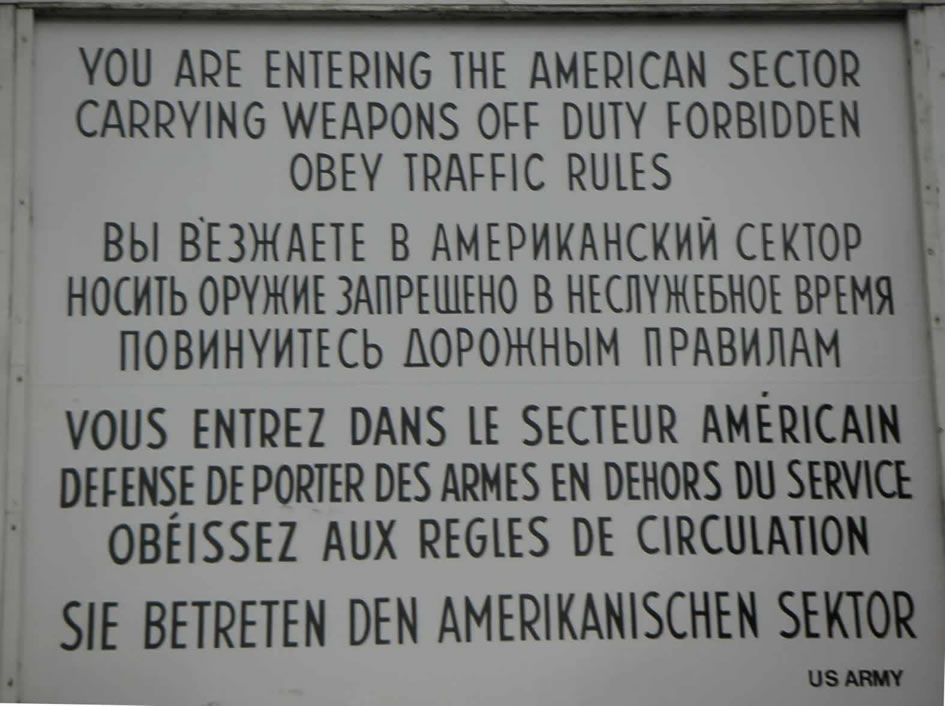 YOU ARE ENTERING THE AMERICAN SECTOR
CARRYING WEAPONS OFF DUTY FORBIDDEN
OBEY TRAFFIC RULES
ВЫ В'ЕЗЖАЕТЕ В АМЕРИКАНСКИЙ СЕКТОР
НОСИТЬ ОРУЖИЕ ЗАПРЕЩЕНО В НЕСЛУЖЕБНОЕ ВРЕМЯ
ПОВИНУИТЕСЬ ДОРОЖНЫМ ПРАВИЛАМ
VOUS ENTREZ DANS LE SECTEUR AMÉRICAIN
DEFENSE DE PORTER DES ARMES EN DEHORS DU SERVICE
OBÉISSEZ AUX REGLES DE CIRCULATION
SIE BETRETEN DEN AMERIKANISCHEN SEKTOR
US ARMY